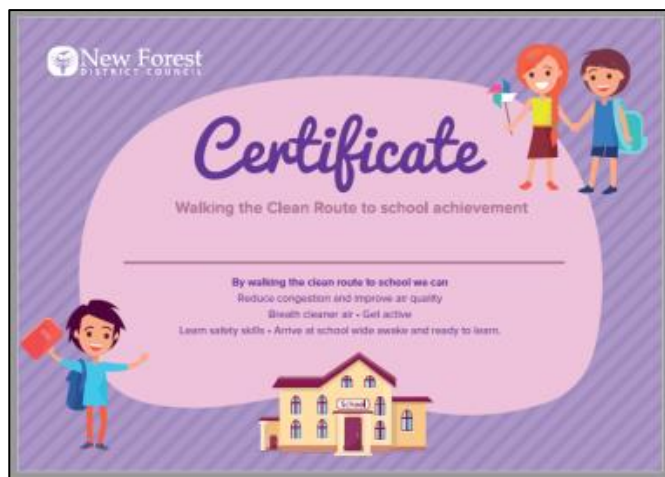 New Forest
DISTRICT COUNCIL
Certificate
Walking the Clean Route to school achievement
By walking the clean route to school we can
Reduce congestion and improve air quality
Breath cleaner air • Get active
Learn safety skills • Arrive at school wide awake and ready to learn.
School